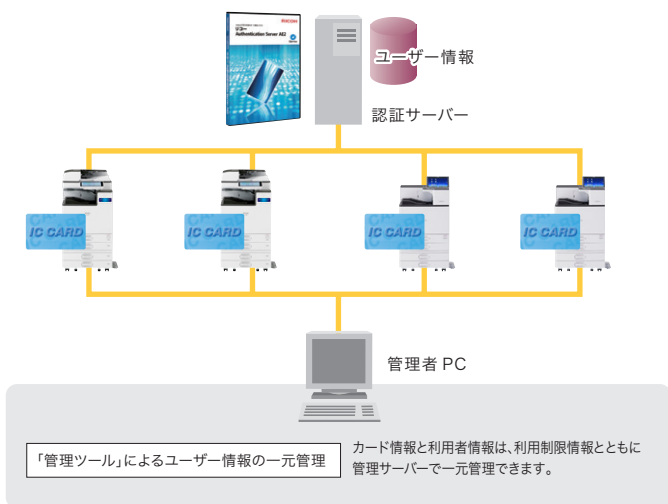 RICOH
Authentication Server AE2
ユーザー情報
認証サーバー
IC CARD
IC CARD
IC CARD
IC CARD
管理者 PC
「管理ツール」によるユーザー情報の一元管理
カード情報と利用者情報は、利用制限情報とともに
管理サーバーで一元管理できます。